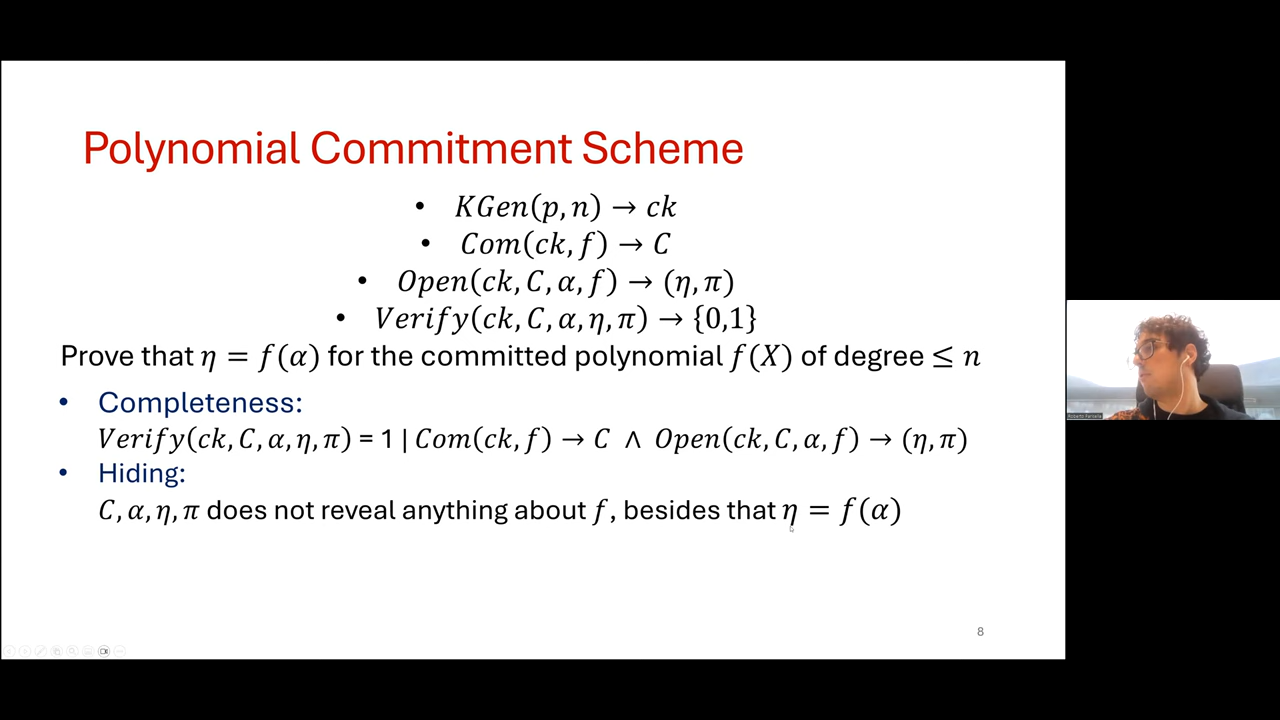 Polynomial Commitment Scheme
• KGen(p, n) → ck
• Com(ck, f) → C
• Open(ck, C, α, f) → (η, π)
• Verify(ck, C, α, η, π) → {0,1}
Prove that η = f(α) for the committed polynomial f(X) of degree ≤ n
• Completeness:
Verify(ck, C, α, η, π) = 1 | Com(ck, f) → C ∧ Open(ck, C, α, f) → (η, π)
• Hiding:
C, α, η, π does not reveal anything about f, besides that η = f(α)
8